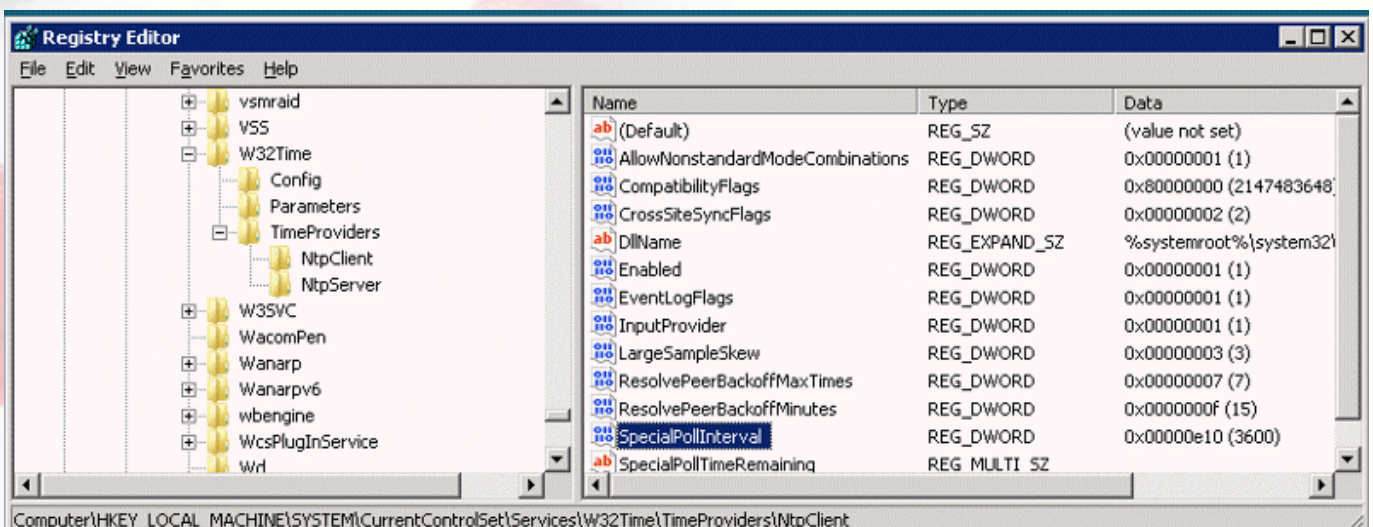 Registry Editor
File Edit View Favorites Help
vsmraid
VSS
W32Time
Config
Parameters
TimeProviders
NtpClient
NtpServer
W3SVC
WacomPen
Wanarp
Wanarpv6
wbengine
WcsPlugInService
Wd
Name Type Data
(Default) REG_SZ (value not set)
AllowNonstandardModeCombinations REG_DWORD 0x00000001 (1)
CompatibilityFlags REG_DWORD 0x80000000 (2147483648)
CrossSiteSyncFlags REG_DWORD 0x00000002 (2)
DllName REG_EXPAND_SZ %systemroot%\system32\
Enabled REG_DWORD 0x00000001 (1)
EventLogFlags REG_DWORD 0x00000001 (1)
InputProvider REG_DWORD 0x00000001 (1)
LargeSampleSkew REG_DWORD 0x00000003 (3)
ResolvePeerBackoffMaxTimes REG_DWORD 0x00000007 (7)
ResolvePeerBackoffMinutes REG_DWORD 0x0000000f (15)
SpecialPollInterval REG_DWORD 0x00000e10 (3600)
SpecialPollTimeRemaining REG_MULTI_SZ
Computer\HKEY_LOCAL_MACHINE\SYSTEM\CurrentControlSet\Services\W32Time\TimeProviders\NtpClient